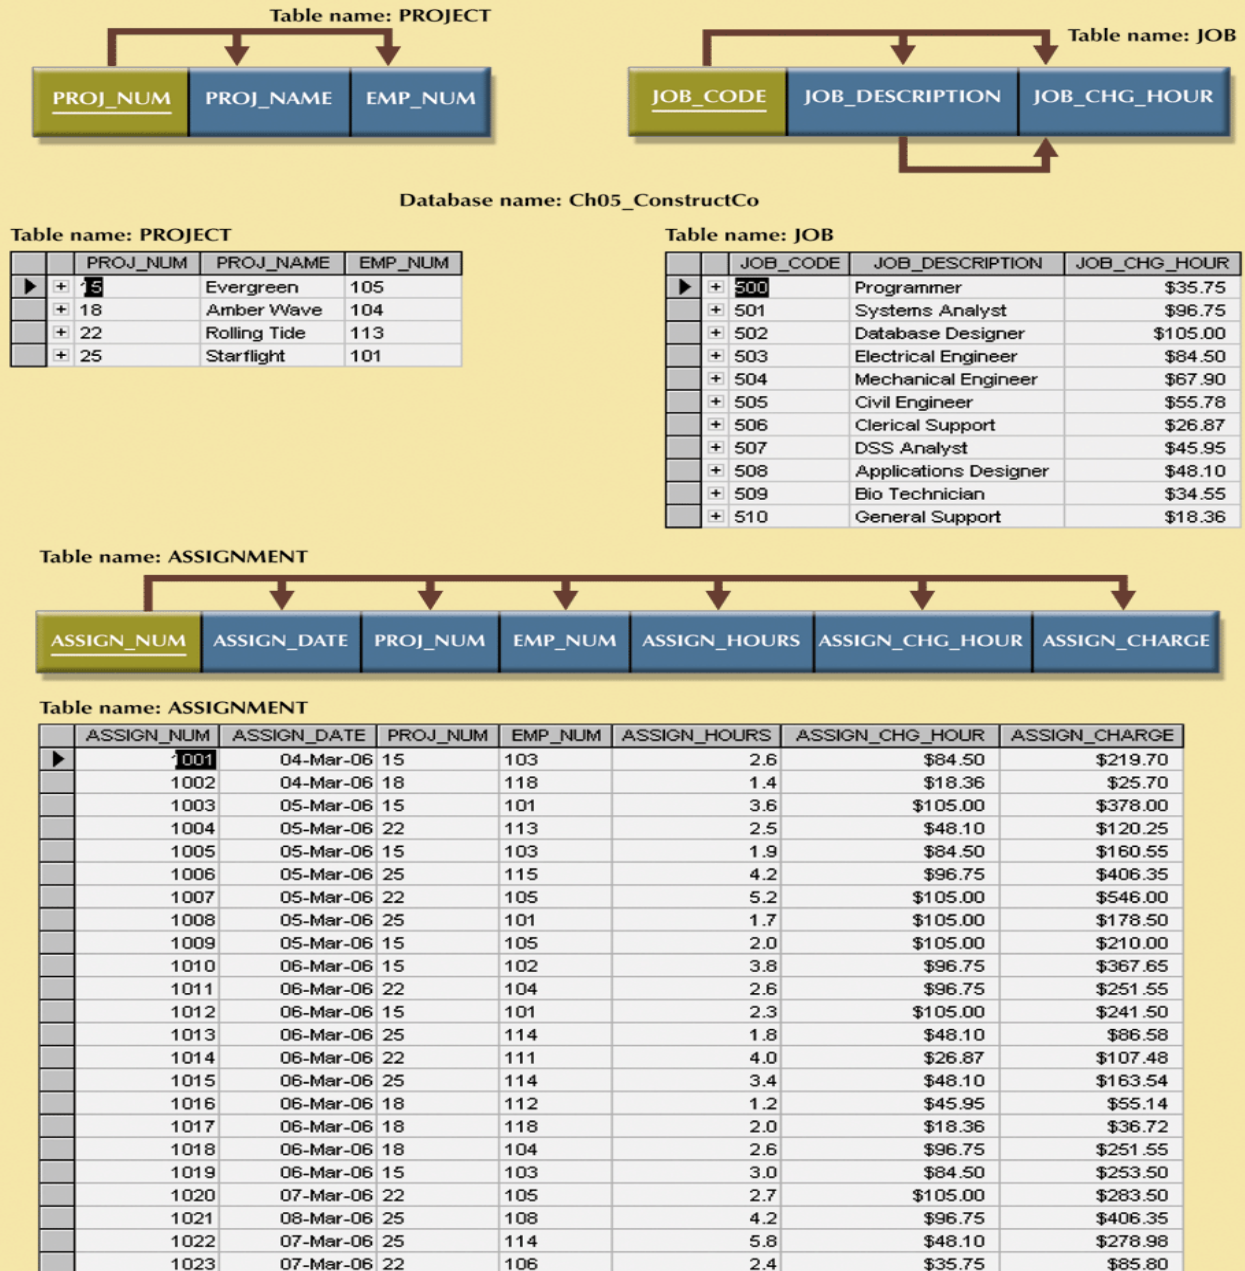 Table name: PROJECT
PROJ_NUM PROJ_NAME EMP_NUM
Table name: JOB
JOB_CODE JOB_DESCRIPTION JOB_CHG_HOUR
Database name: Ch05_ConstructCo
Table name: PROJECT
PROJ_NUM PROJ_NAME EMP_NUM
15 Evergreen 105
18 Amber Wave 104
22 Rolling Tide 113
25 Starflight 101
Table name: JOB
JOB_CODE JOB_DESCRIPTION JOB_CHG_HOUR
500 Programmer $35.75
501 Systems Analyst $96.75
502 Database Designer $105.00
503 Electrical Engineer $84.50
504 Mechanical Engineer $67.90
505 Civil Engineer $55.78
506 Clerical Support $26.87
507 DSS Analyst $45.95
508 Applications Designer $48.10
509 Bio Technician $34.55
510 General Support $18.36
Table name: ASSIGNMENT
ASSIGN_NUM ASSIGN_DATE PROJ_NUM EMP_NUM ASSIGN_HOURS ASSIGN_CHG_HOUR ASSIGN_CHARGE
Table name: ASSIGNMENT
ASSIGN_NUM ASSIGN_DATE PROJ_NUM EMP_NUM ASSIGN_HOURS ASSIGN_CHG_HOUR ASSIGN_CHARGE
1001 04-Mar-06 15 103 2.6 $84.50 $219.70
1002 04-Mar-06 18 118 1.4 $18.36 $25.70
1003 05-Mar-06 15 101 3.6 $105.00 $378.00
1004 05-Mar-06 22 113 2.5 $48.10 $120.25
1005 05-Mar-06 15 103 1.9 $84.50 $160.55
1006 05-Mar-06 25 115 4.2 $96.75 $406.35
1007 05-Mar-06 22 105 5.2 $105.00 $546.00
1008 05-Mar-06 25 101 1.7 $105.00 $178.50
1009 05-Mar-06 15 105 2.0 $105.00 $210.00
1010 06-Mar-06 15 102 3.8 $96.75 $367.65
1011 06-Mar-06 22 104 2.6 $96.75 $251.55
1012 06-Mar-06 15 101 2.3 $105.00 $241.50
1013 06-Mar-06 25 114 1.8 $48.10 $86.58
1014 06-Mar-06 22 111 4.0 $26.87 $107.48
1015 06-Mar-06 25 114 3.4 $48.10 $163.54
1016 06-Mar-06 18 112 1.2 $45.95 $55.14
1017 06-Mar-06 18 118 2.0 $18.36 $36.72
1018 06-Mar-06 18 104 2.6 $96.75 $251.55
1019 06-Mar-06 15 103 3.0 $84.50 $253.50
1020 07-Mar-06 22 105 2.7 $105.00 $283.50
1021 08-Mar-06 25 108 4.2 $96.75 $406.35
1022 07-Mar-06 25 114 5.8 $48.10 $278.98
1023 07-Mar-06 22 106 2.4 $35.75 $85.80